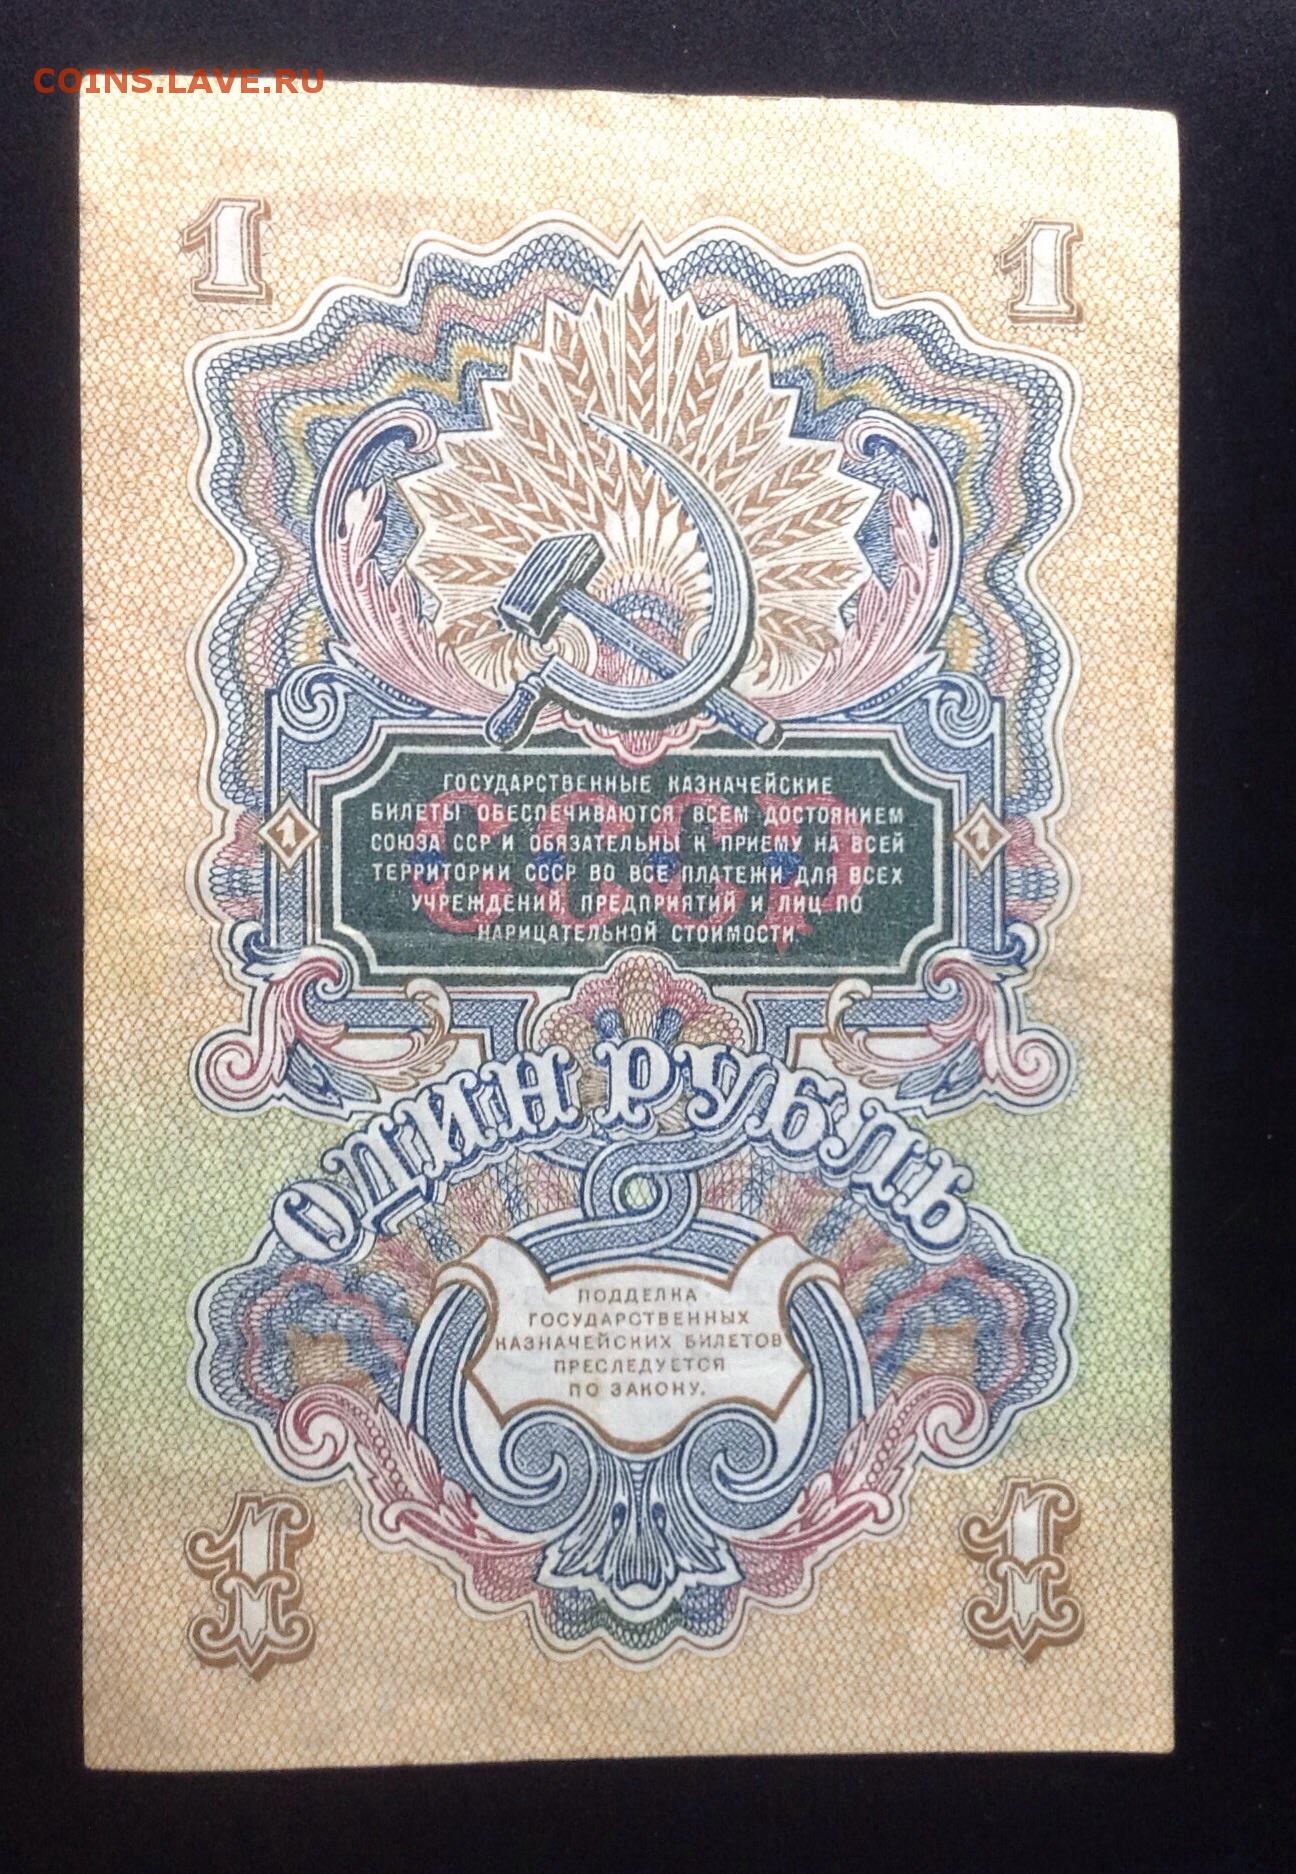 COINS.LAVE.RU
1 1
ГОСУДАРСТВЕННЫЕ КАЗНАЧЕЙСКИЕ
БИЛЕТЫ ОБЕСПЕЧИВАЮТСЯ ВСЕМ ДОСТОЯНИЕМ
СОЮЗА ССР И ОБЯЗАТЕЛЬНЫ К ПРИЕМУ НА ВСЕЙ
ТЕРРИТОРИИ СССР ВО ВСЕ ПЛАТЕЖИ ДЛЯ ВСЕХ
УЧРЕЖДЕНИЙ, ПРЕДПРИЯТИЙ И ЛИЦ ПО
НАРИЦАТЕЛЬНОЙ СТОИМОСТИ.
СССР
1 1
ОДИН РУБЛЬ
ПОДДЕЛКА
ГОСУДАРСТВЕННЫХ
КАЗНАЧЕЙСКИХ БИЛЕТОВ
ПРЕСЛЕДУЕТСЯ
ПО ЗАКОНУ.
1 1